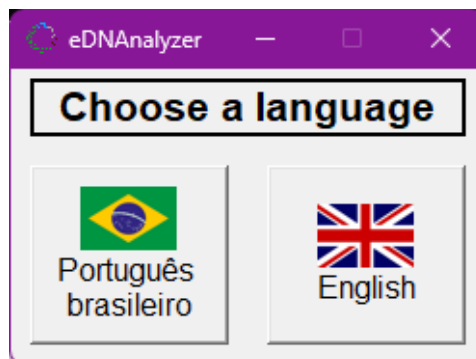 eDNAnalyzer
Choose a language
Português
brasileiro
English